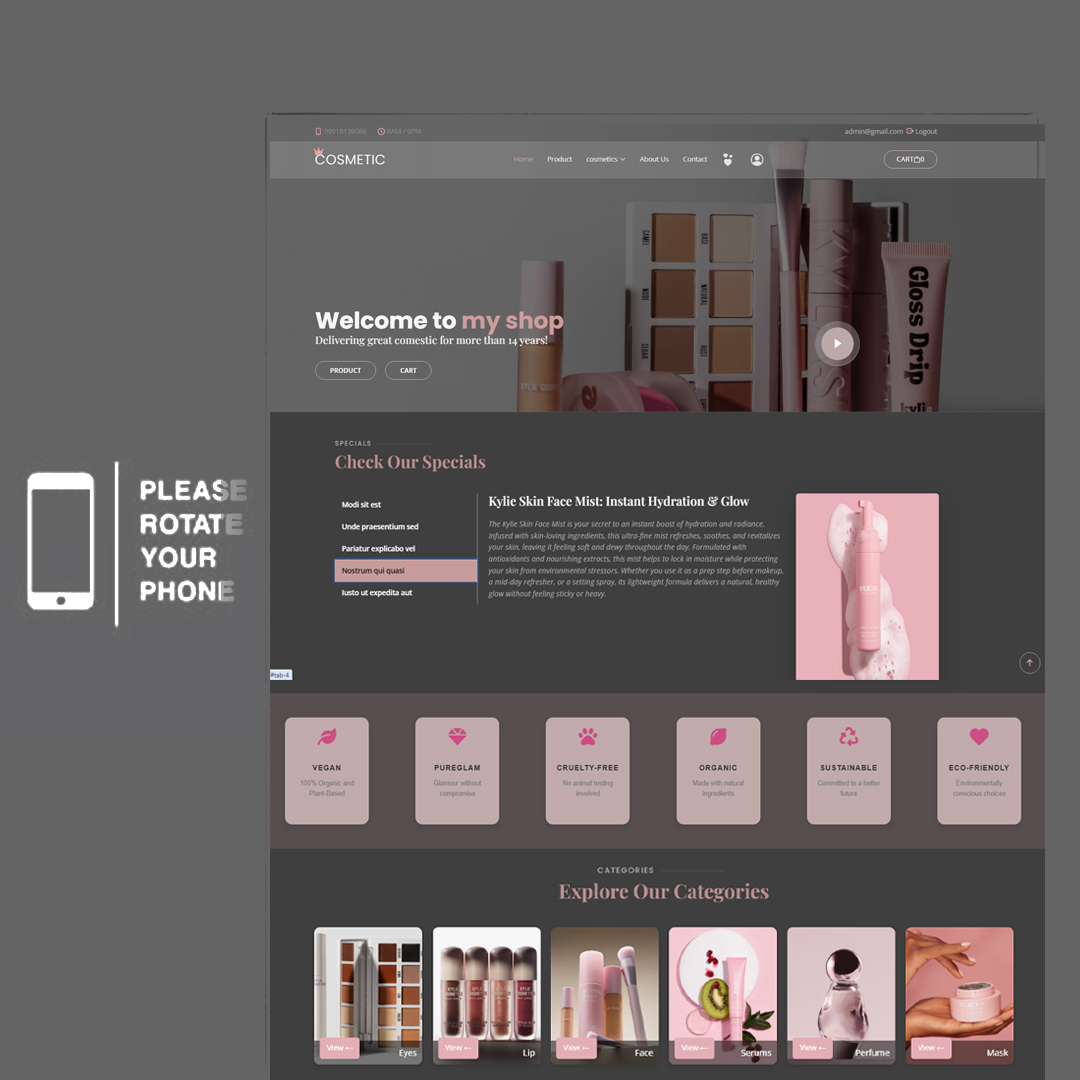 09918139066 8AM / 9PM
admin@gmail.com Logout
COSMETIC
Home Product cosmetics About Us Contact
CART 0
CAMEL
BASE
NUDE
NATURAL
CEDAR
RUST
Gloss Drip
kylie
Welcome to my shop
Delivering great comestic for more than 14 years!
PRODUCT CART
PLEASE
ROTATE
YOUR
PHONE
SPECIALS
Check Our Specials
Modi sit est
Unde praesentium sed
Pariatur explicabo vel
Nostrum qui quasi
Iusto ut expedita aut
Kylie Skin Face Mist: Instant Hydration & Glow
The Kylie Skin Face Mist is your secret to an instant boost of hydration and radiance.
Infused with skin-loving ingredients, this ultra-fine mist refreshes, soothes, and revitalizes
your skin, leaving it feeling soft and dewy throughout the day. Formulated with
antioxidants and nourishing extracts, this mist helps to lock in moisture while protecting
your skin from environmental stressors. Whether you use it as a prep step before makeup,
a mid-day refresher, or a setting spray, its lightweight formula delivers a natural, healthy
glow without feeling sticky or heavy.
#tab-4
VEGAN
100% Organic and
Plant-Based
PUREGLAM
Glamour without
compromise
CRUELTY-FREE
No animal testing
involved
ORGANIC
Made with natural
ingredients
SUSTAINABLE
Committed to a better
future
ECO-FRIENDLY
Environmentally
conscious choices
CATEGORIES
Explore Our Categories
View ← Eyes
View ← Lip
View ← Face
View ← Serums
View ← Perfume
View ← Mask